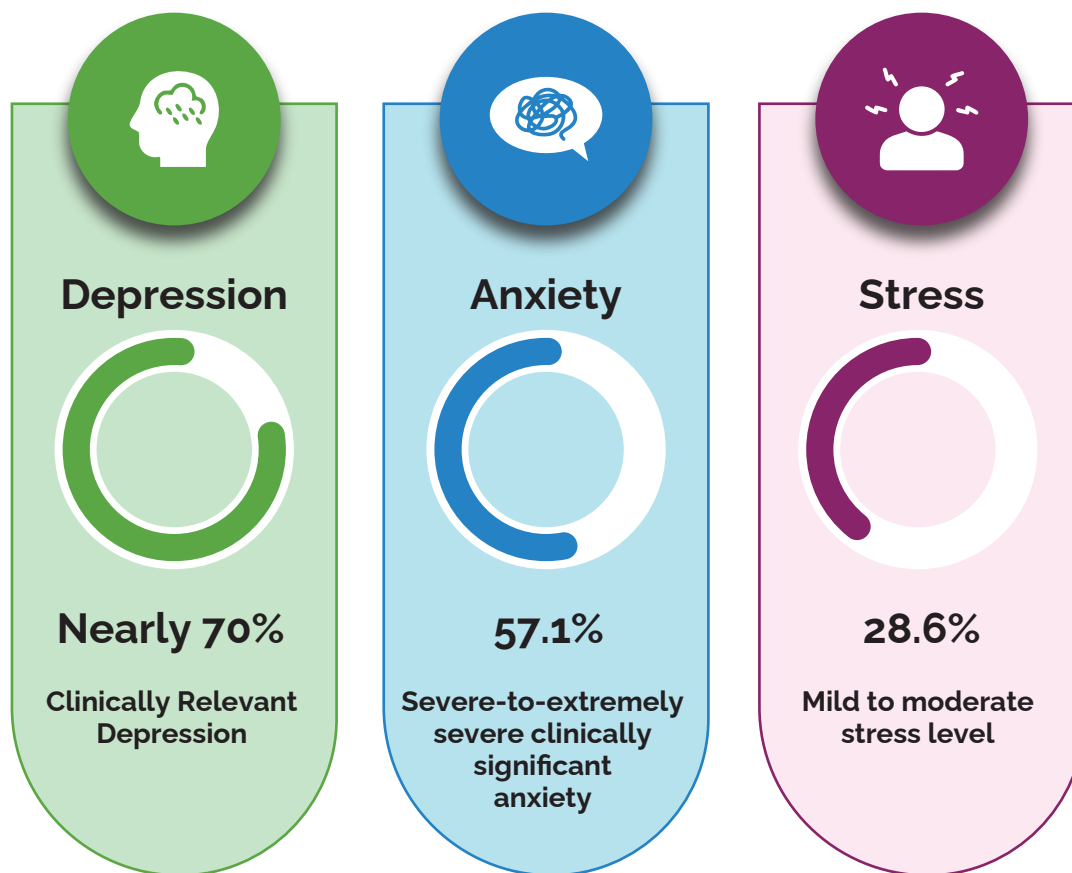 Depression
Nearly 70%
Clinically Relevant
Depression
Anxiety
57.1%
Severe-to-extremely
severe clinically
significant
anxiety
Stress
28.6%
Mild to moderate
stress level